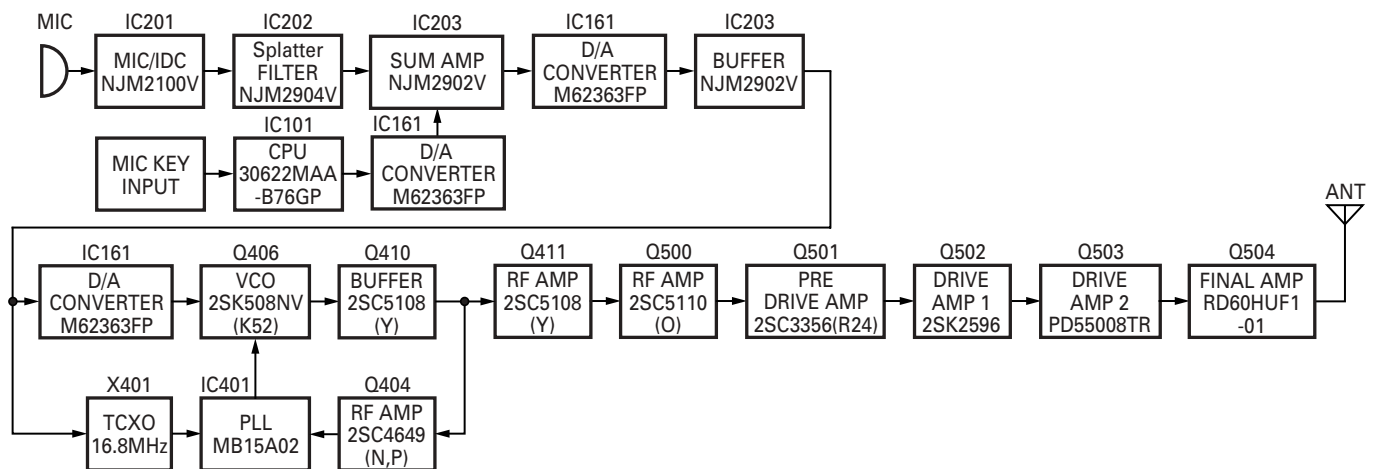 MIC
IC201
MIC/IDC
NJM2100V
IC202
Splatter
FILTER
NJM2904V
IC203
SUM AMP
NJM2902V
IC161
D/A
CONVERTER
M62363FP
IC203
BUFFER
NJM2902V
MIC KEY
INPUT
IC101
CPU
30622MAA
-B76GP
IC161
D/A
CONVERTER
M62363FP
ANT
IC161
D/A
CONVERTER
M62363FP
Q406
VCO
2SK508NV
(K52)
Q410
BUFFER
2SC5108
(Y)
Q411
RF AMP
2SC5108
(Y)
Q500
RF AMP
2SC5110
(O)
Q501
PRE
DRIVE AMP
2SC3356(R24)
Q502
DRIVE
AMP 1
2SK2596
Q503
DRIVE
AMP 2
PD55008TR
Q504
FINAL AMP
RD60HUF1
-01
X401
TCXO
16.8MHz
IC401
PLL
MB15A02
Q404
RF AMP
2SC4649
(N,P)